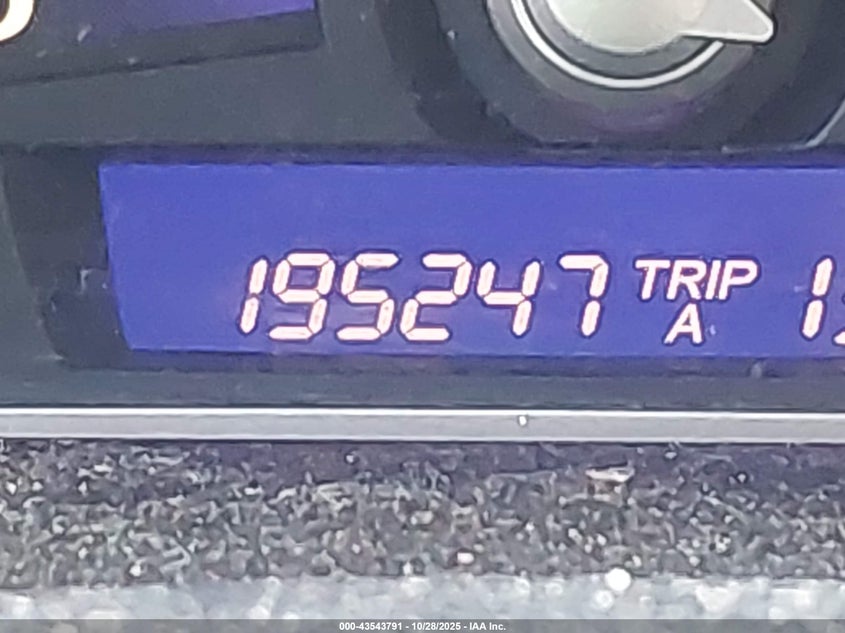 195247 TRIP A
000-43543791 - 10/28/2025 - IAA Inc.